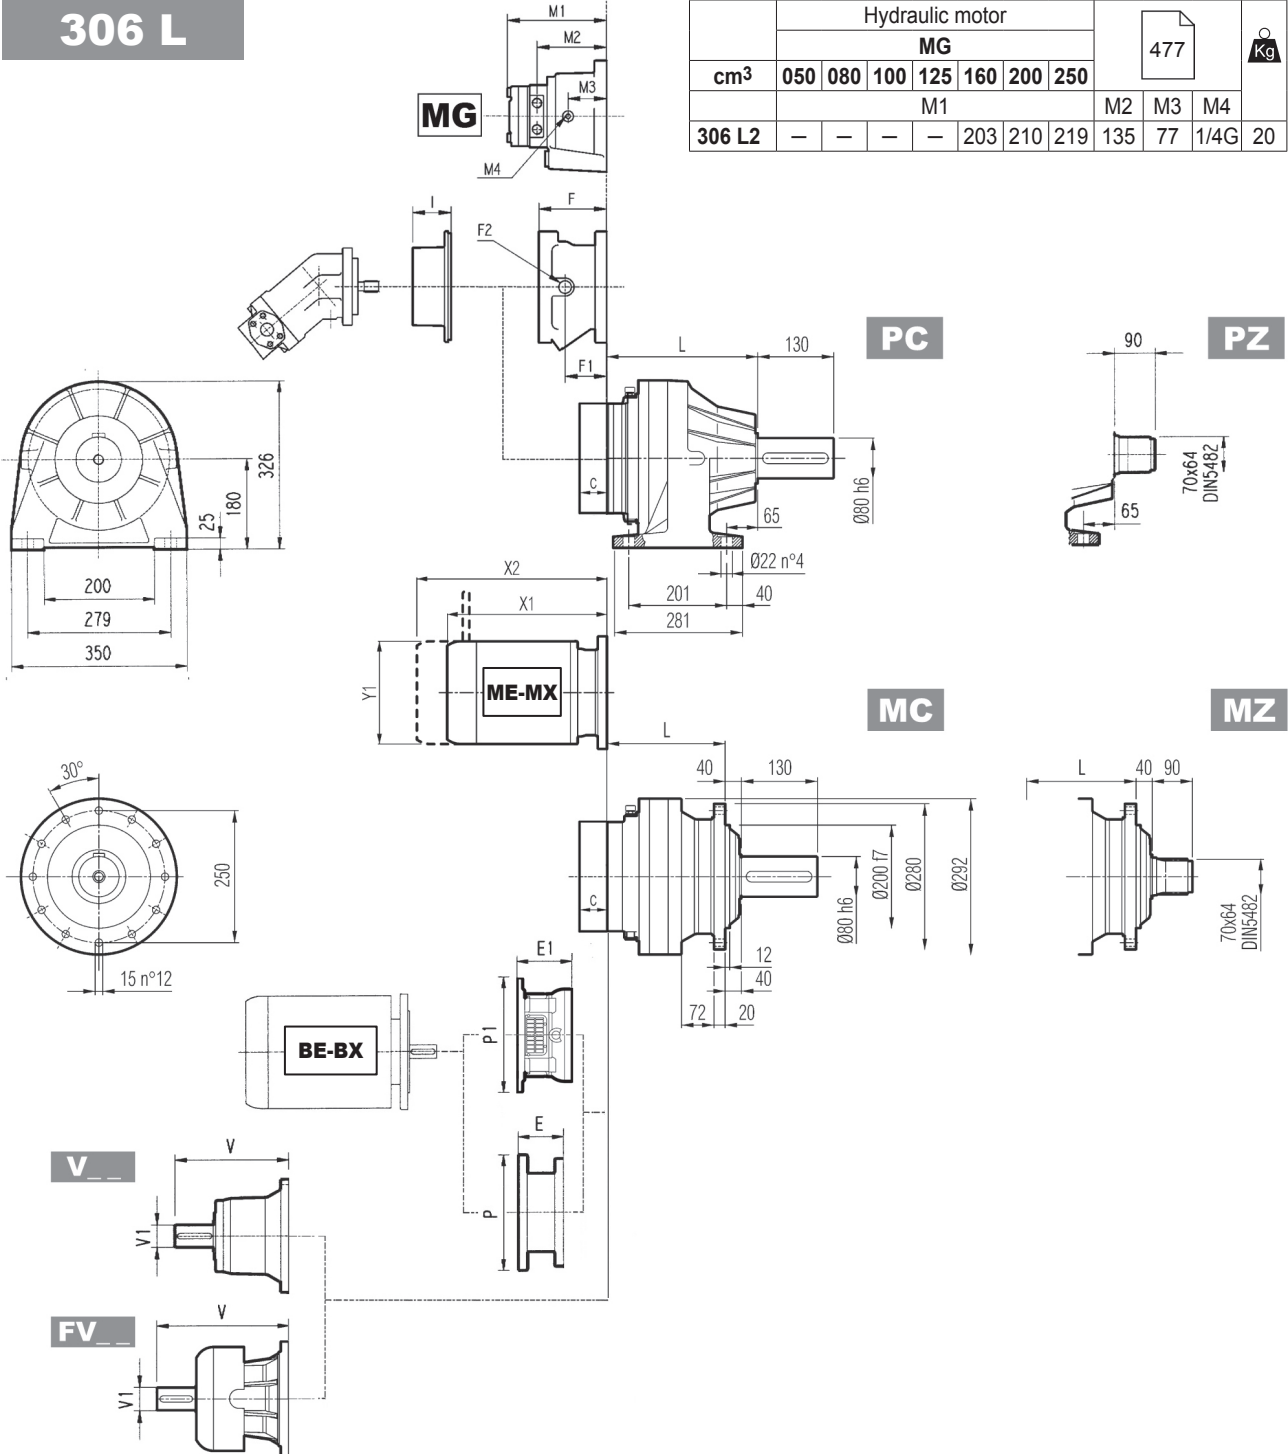 306 L
Hydraulic motor
MG
477
Kg
cm³ 050 080 100 125 160 200 250
M1 M2 M3 M4
306 L2 — — — — 203 210 219 135 77 1/4G 20
M1
M2
M3
MG
M4
I
F
F2
F1
PC
PZ
L 130
90
C
Ø80 h6
65
70x64
DIN5482
65
326
180
25
200
279
350
Ø22 n°4
201 40
281
X2
X1
Y1
ME-MX
MC
MZ
L
40 130
L 40 90
30°
250
15 n°12
C
Ø80 h6
Ø200 f7
Ø280
Ø292
12
40
72 20
70x64
DIN5482
E1
P1
BE-BX
E
P
V_ _
V
V1
FV_ _
V
V1